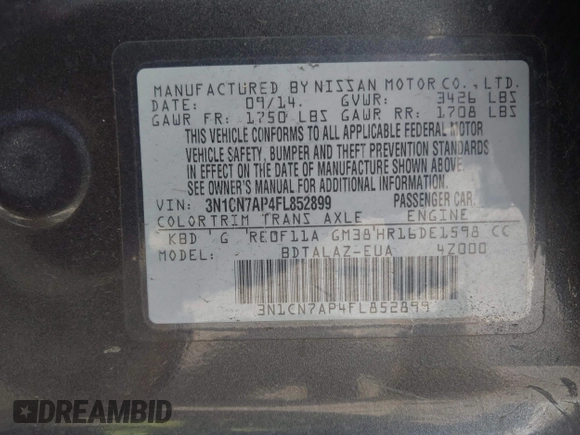 MANUFACTURED BY NISSAN MOTOR CO., LTD.
DATE: 09/14. GVWR: 3426 LBS
GAWR FR: 1750 LBS GAWR RR: 1708 LBS
THIS VEHICLE CONFORMS TO ALL APPLICABLE FEDERAL MOTOR
VEHICLE SAFETY, BUMPER AND THEFT PREVENTION STANDARDS
IN EFFECT ON THE DATE OF MANUFACTURE SHOWN ABOVE.
SEE OWNER'S MANUAL FOR ADDITIONAL INFORMATION.
VIN: 3N1CN7AP4FL852899 PASSENGER CAR.
COLOR TRIM TRANS AXLE ENGINE
KBD G RE0F11A GM38 HR16DE1598 CC
MODEL: BDTALAZ-EUA 4Z000
3N1CN7AP4FL852899
DREAMBID